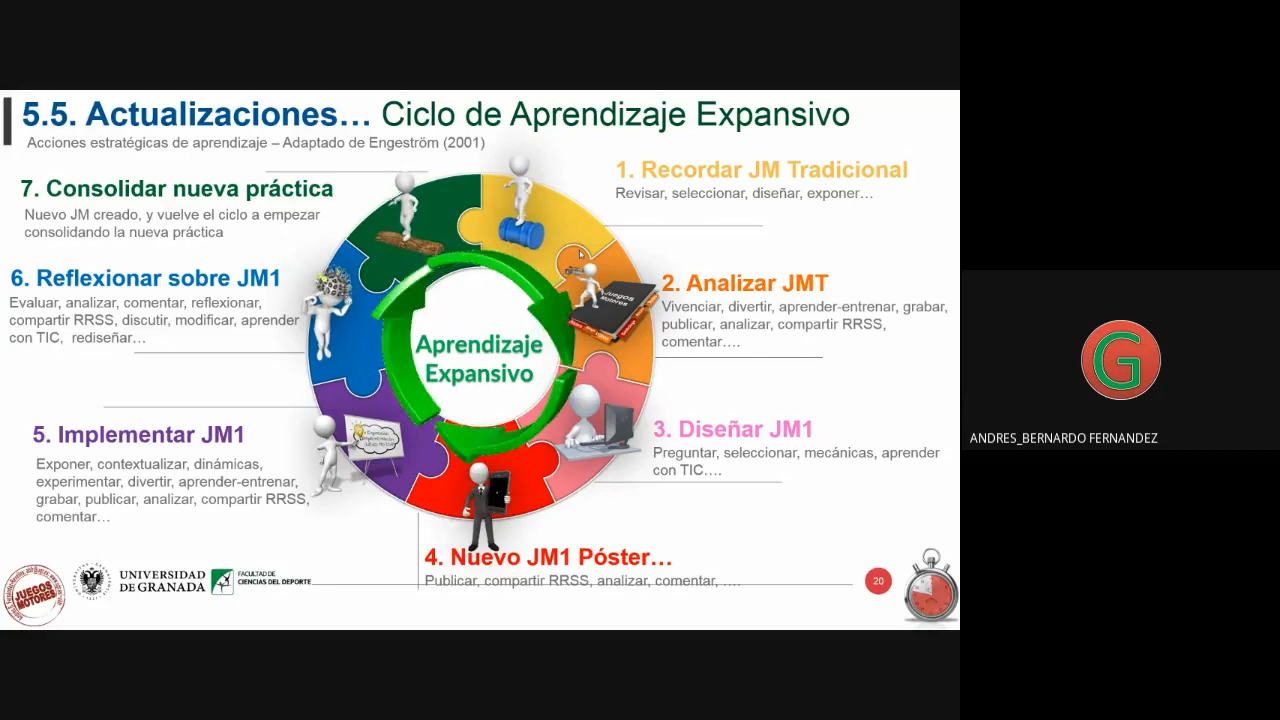 5.5. Actualizaciones… Ciclo de Aprendizaje Expansivo
Acciones estratégicas de aprendizaje – Adaptado de Engeström (2001)
1. Recordar JM Tradicional
Revisar, seleccionar, diseñar, exponer…
2. Analizar JMT
Vivenciar, divertir, aprender-entrenar, grabar,
publicar, analizar, compartir RRSS,
comentar….
3. Diseñar JM1
Preguntar, seleccionar, mecánicas, aprender
con TIC….
4. Nuevo JM1 Póster…
Publicar, compartir RRSS, analizar, comentar, ….
5. Implementar JM1
Exponer, contextualizar, dinámicas,
experimentar, divertir, aprender-entrenar,
grabar, publicar, analizar, compartir RRSS,
comentar…
6. Reflexionar sobre JM1
Evaluar, analizar, comentar, reflexionar,
compartir RRSS, discutir, modificar, aprender
con TIC, rediseñar…
7. Consolidar nueva práctica
Nuevo JM creado, y vuelve el ciclo a empezar
consolidando la nueva práctica
Aprendizaje
Expansivo
Juegos
Motores
JUEGOS
MOTORES
UNIVERSIDAD
DE GRANADA
FACULTAD DE
CIENCIAS DEL DEPORTE
20
G
ANDRES_BERNARDO FERNANDEZ